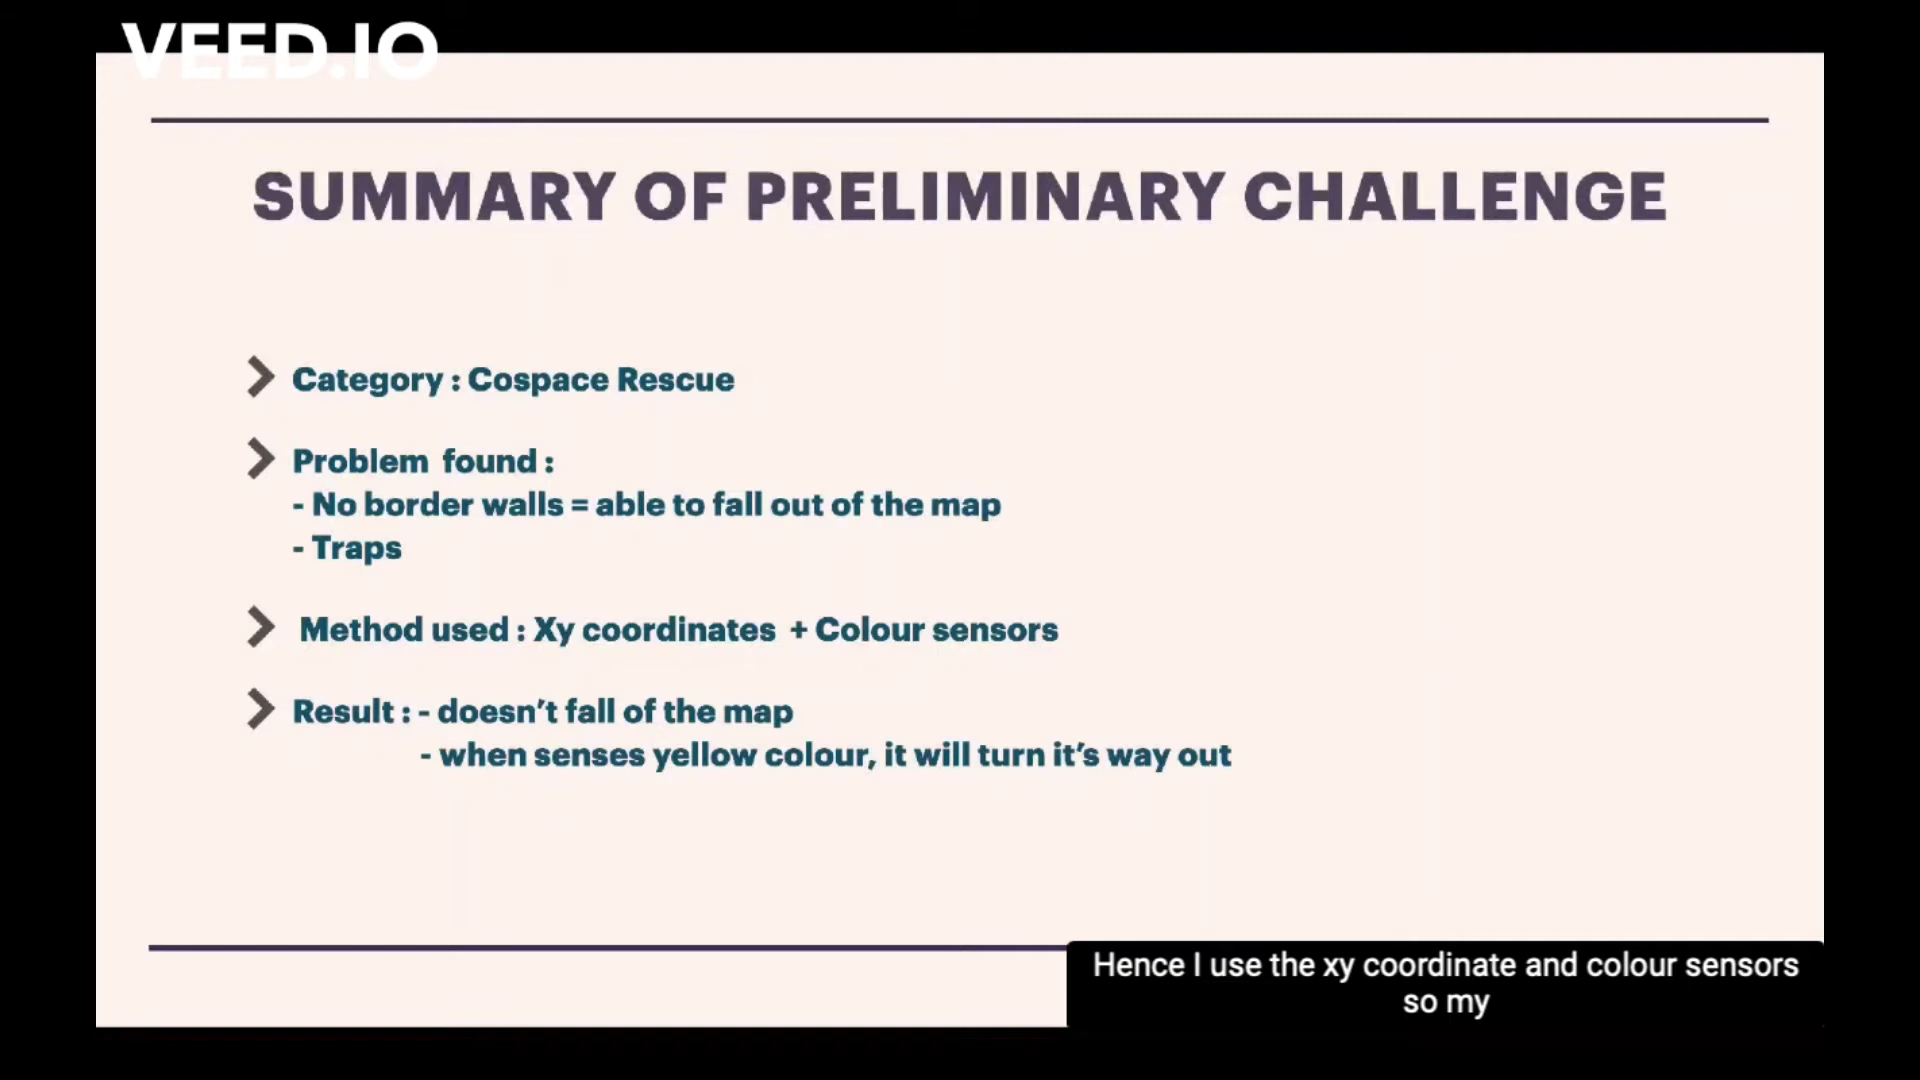 VEED.IO
SUMMARY OF PRELIMINARY CHALLENGE
Category : Cospace Rescue
Problem found :
- No border walls = able to fall out of the map
- Traps
Method used : Xy coordinates + Colour sensors
Result : - doesn't fall of the map
- when senses yellow colour, it will turn it's way out
Hence I use the xy coordinate and colour sensors
so my